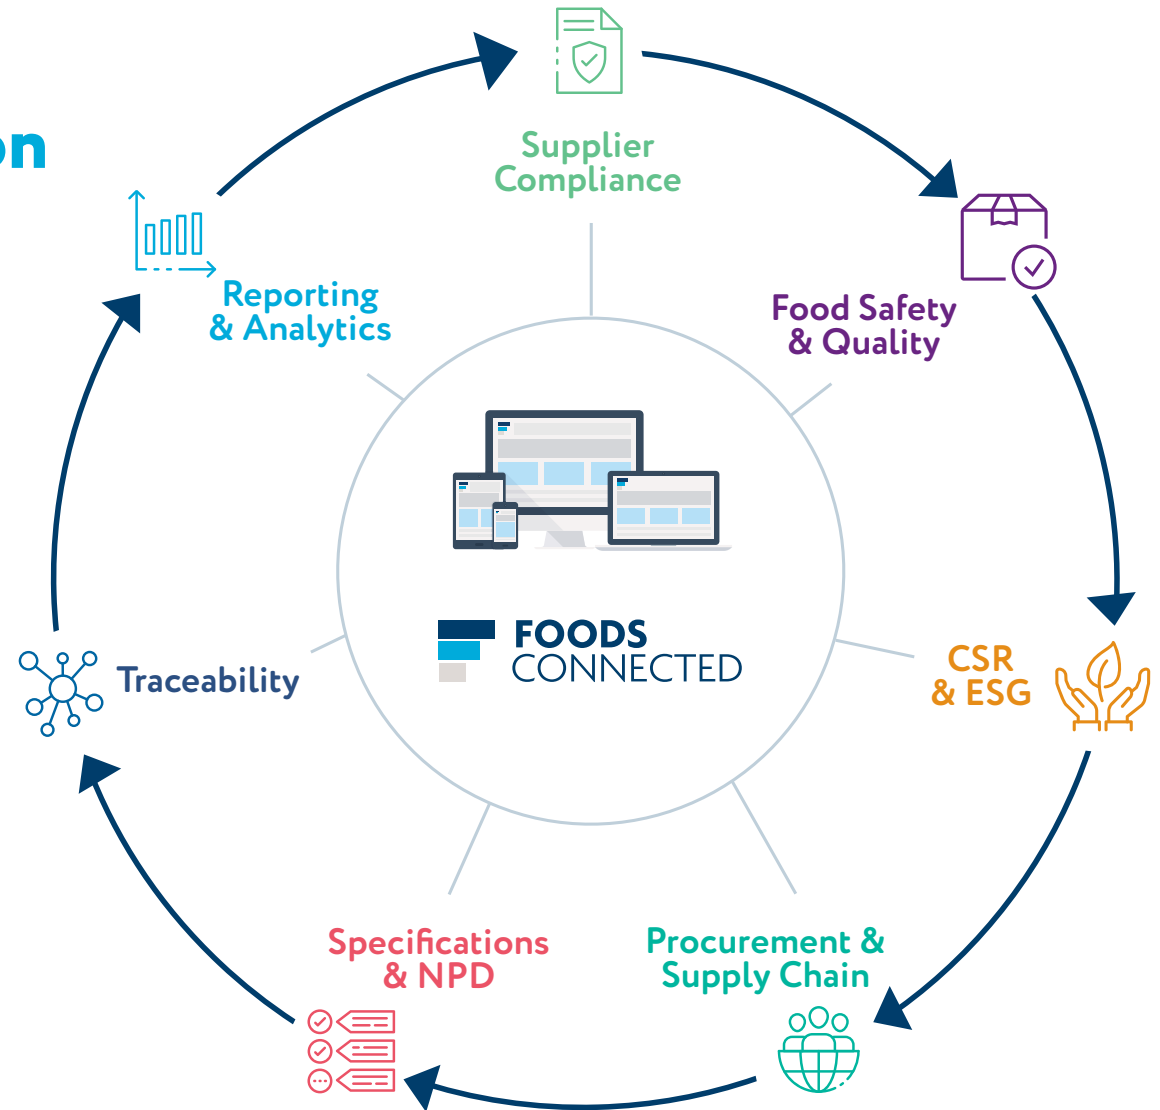 on
Supplier
Compliance
Reporting
& Analytics
Food Safety
& Quality
FOODS
CONNECTED
Traceability
CSR
& ESG
Specifications
& NPD
Procurement &
Supply Chain